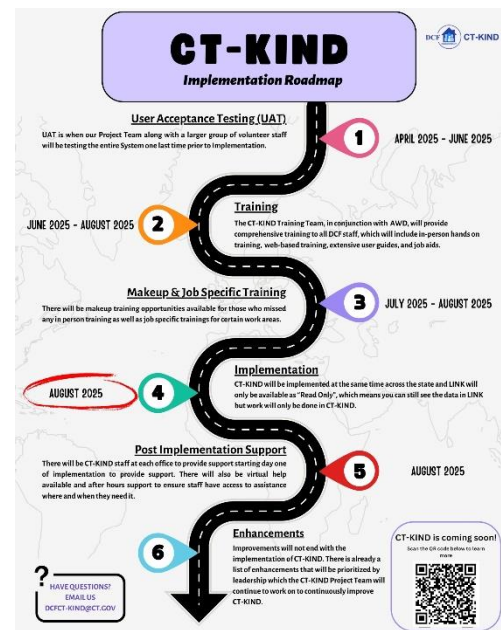 CT-KIND
Implementation Roadmap
DCF CT-KIND
User Acceptance Testing (UAT)
UAT is when our Project Team along with a larger group of volunteer staff
will be testing the entire System one last time prior to Implementation.
1
APRIL 2025 - JUNE 2025
JUNE 2025 - AUGUST 2025
2
Training
The CT-KIND Training Team, in conjunction with AWD, will provide
comprehensive training to all DCF staff, which will include in-person hands on
training, web-based training, extensive user guides, and job aids.
Makeup & Job Specific Training
There will be makeup training opportunities available for those who missed
any in person training as well as job specific trainings for certain work areas.
3
JULY 2025 - AUGUST 2025
AUGUST 2025
4
Implementation
CT-KIND will be implemented at the same time across the state and LINK will
only be available as "Read Only", which means you can still see the data in LINK
but work will only be done in CT-KIND.
Post Implementation Support
There will be CT-KIND staff at each office to provide support starting day one
of implementation to provide support. There will also be virtual help
available and after hours support to ensure staff have access to assistance
where and when they need it.
5
AUGUST 2025
6
Enhancements
Improvements will not end with the
implementation of CT-KIND. There is already a
list of enhancements that will be prioritized by
leadership which the CT-KIND Project Team will
continue to work on to continuously improve
CT-KIND.
?
HAVE QUESTIONS?
EMAIL US
DCFCT-KIND@CT.GOV
CT-KIND is coming soon!
Scan the QR code below to learn
more